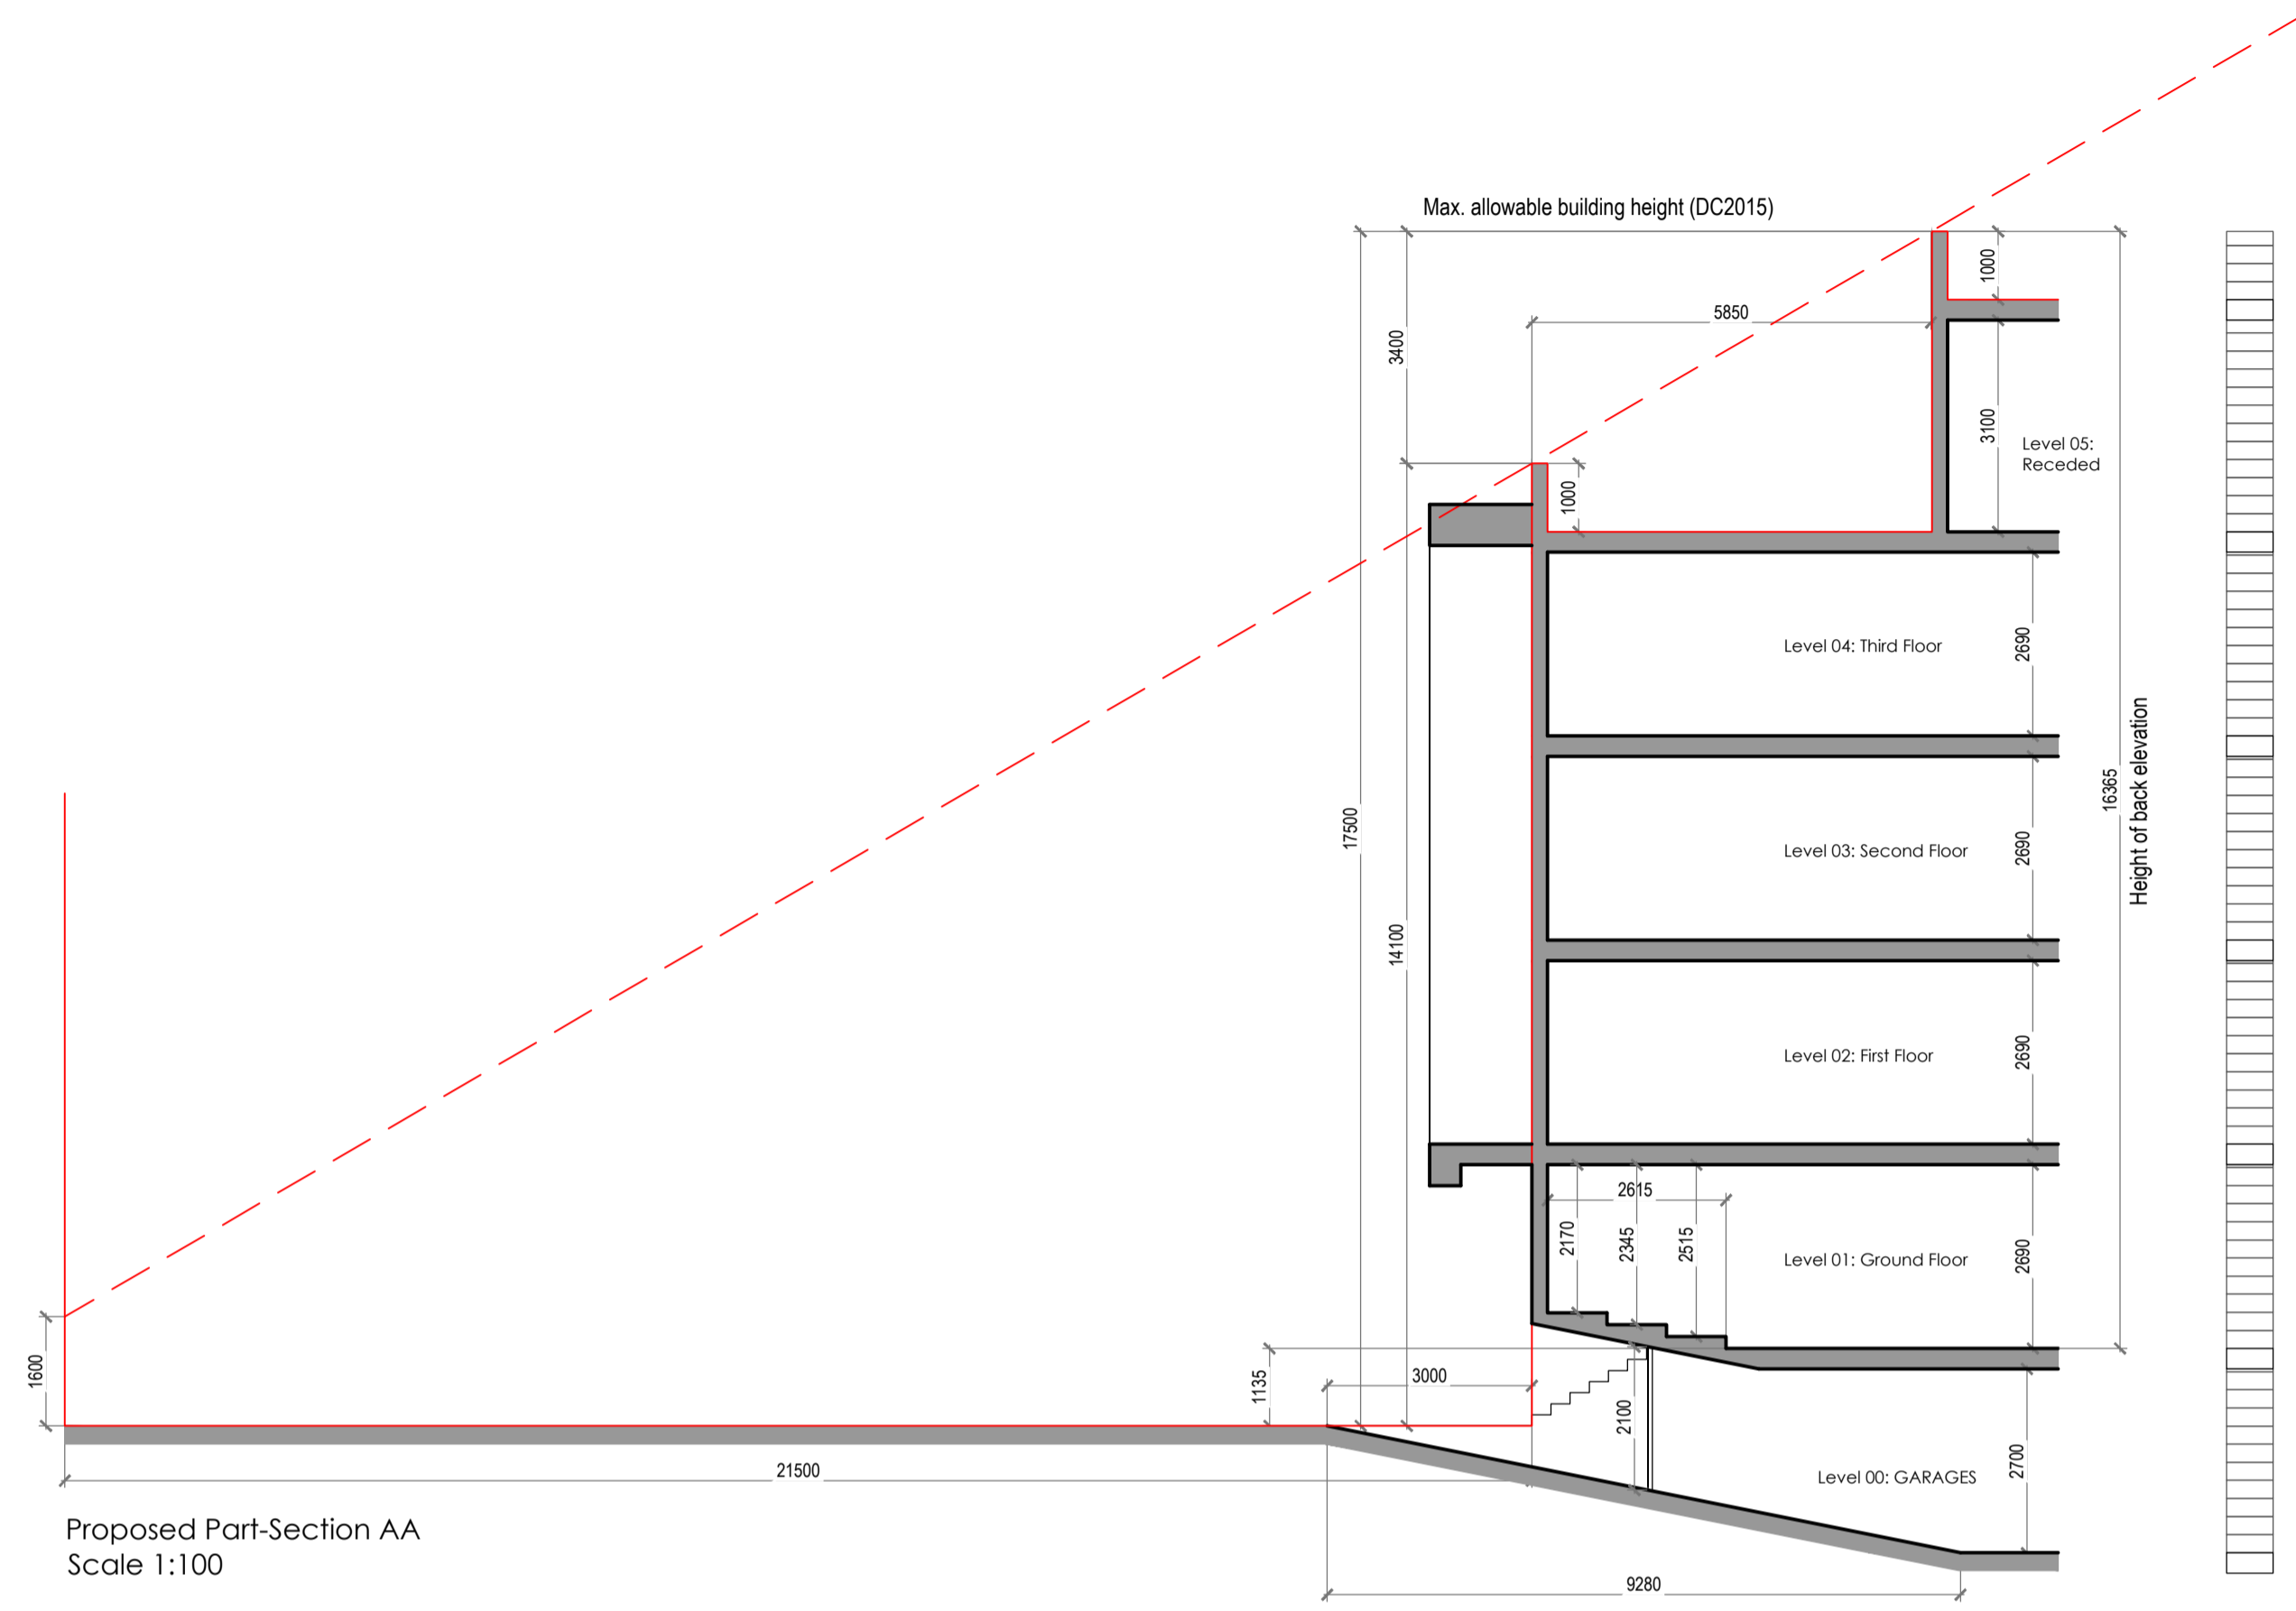 Max. allowable building height (DC2015)
1000
5850
3400
3100
Level 05:
Receded
1000
Level 04: Third Floor
2690
16365
Height of back elevation
17500
Level 03: Second Floor
2690
14100
Level 02: First Floor
2690
2615
2170
2345
2515
Level 01: Ground Floor
2690
1600
1135
3000
2100
21500
Level 00: GARAGES
2700
Proposed Part-Section AA
Scale 1:100
9280